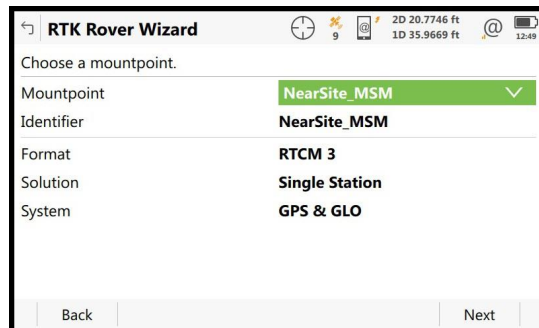 RTK Rover Wizard
9
@
2D 20.7746 ft
1D 35.9669 ft
@
12:49
Choose a mountpoint.
Mountpoint NearSite_MSM
Identifier NearSite_MSM
Format RTCM 3
Solution Single Station
System GPS & GLO
Back Next